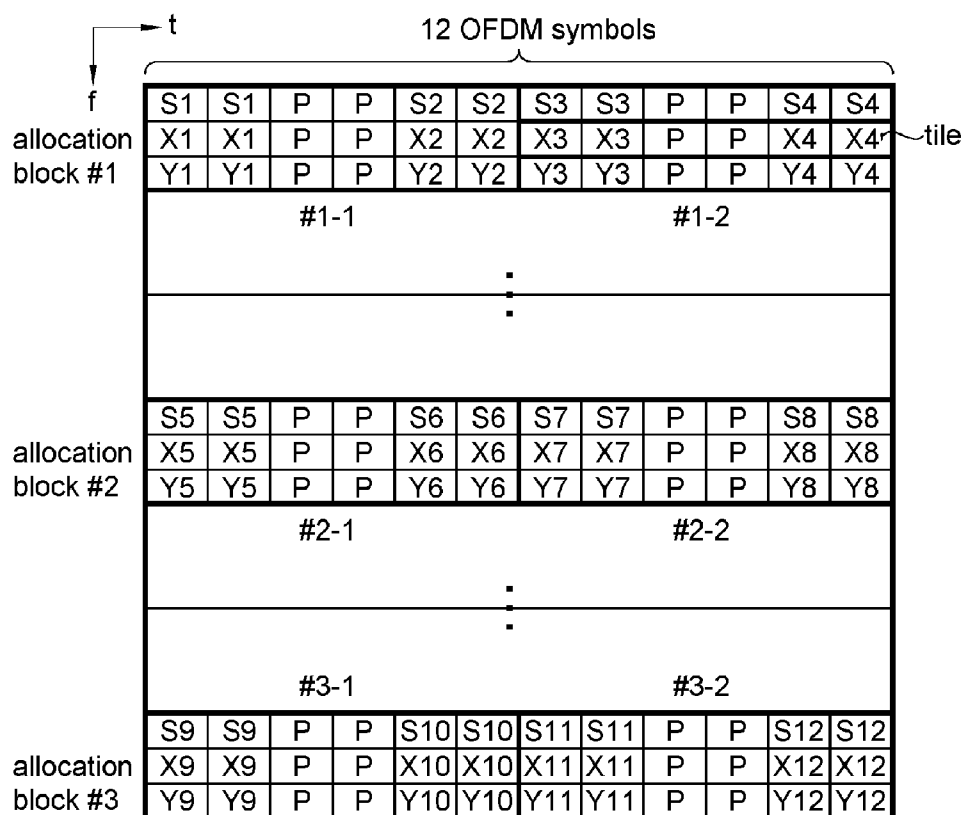 t
12 OFDM symbols
f
S1 S1 P P S2 S2 S3 S3 P P S4 S4
allocation X1 X1 P P X2 X2 X3 X3 P P X4 X4 tile
block #1 Y1 Y1 P P Y2 Y2 Y3 Y3 P P Y4 Y4
#1-1 #1-2
S5 S5 P P S6 S6 S7 S7 P P S8 S8
allocation X5 X5 P P X6 X6 X7 X7 P P X8 X8
block #2 Y5 Y5 P P Y6 Y6 Y7 Y7 P P Y8 Y8
#2-1 #2-2
#3-1 #3-2
S9 S9 P P S10 S10 S11 S11 P P S12 S12
allocation X9 X9 P P X10 X10 X11 X11 P P X12 X12
block #3 Y9 Y9 P P Y10 Y10 Y11 Y11 P P Y12 Y12